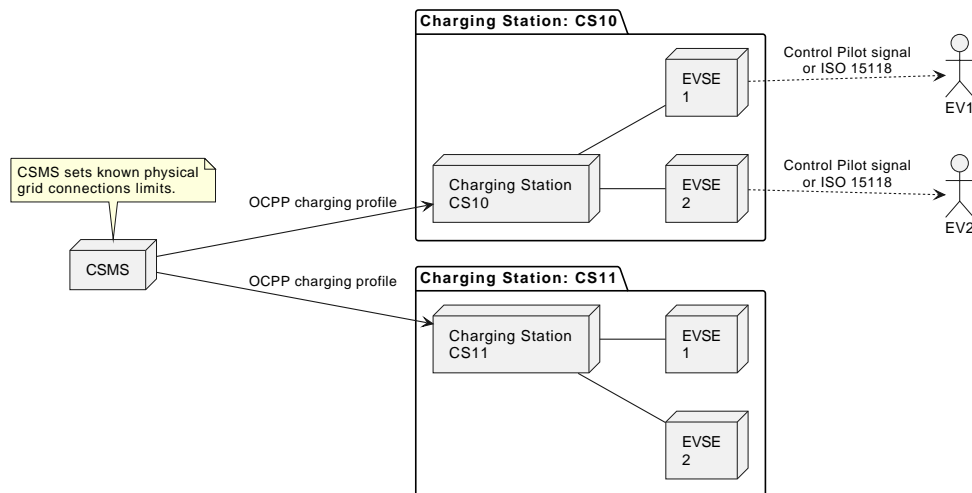 Charging Station: CS10
EVSE
1
Control Pilot signal
or ISO 15118
EV1
CSMS sets known physical
grid connections limits.
Charging Station
CS10
EVSE
2
Control Pilot signal
or ISO 15118
EV2
OCPP charging profile
CSMS
OCPP charging profile
Charging Station: CS11
Charging Station
CS11
EVSE
1
EVSE
2